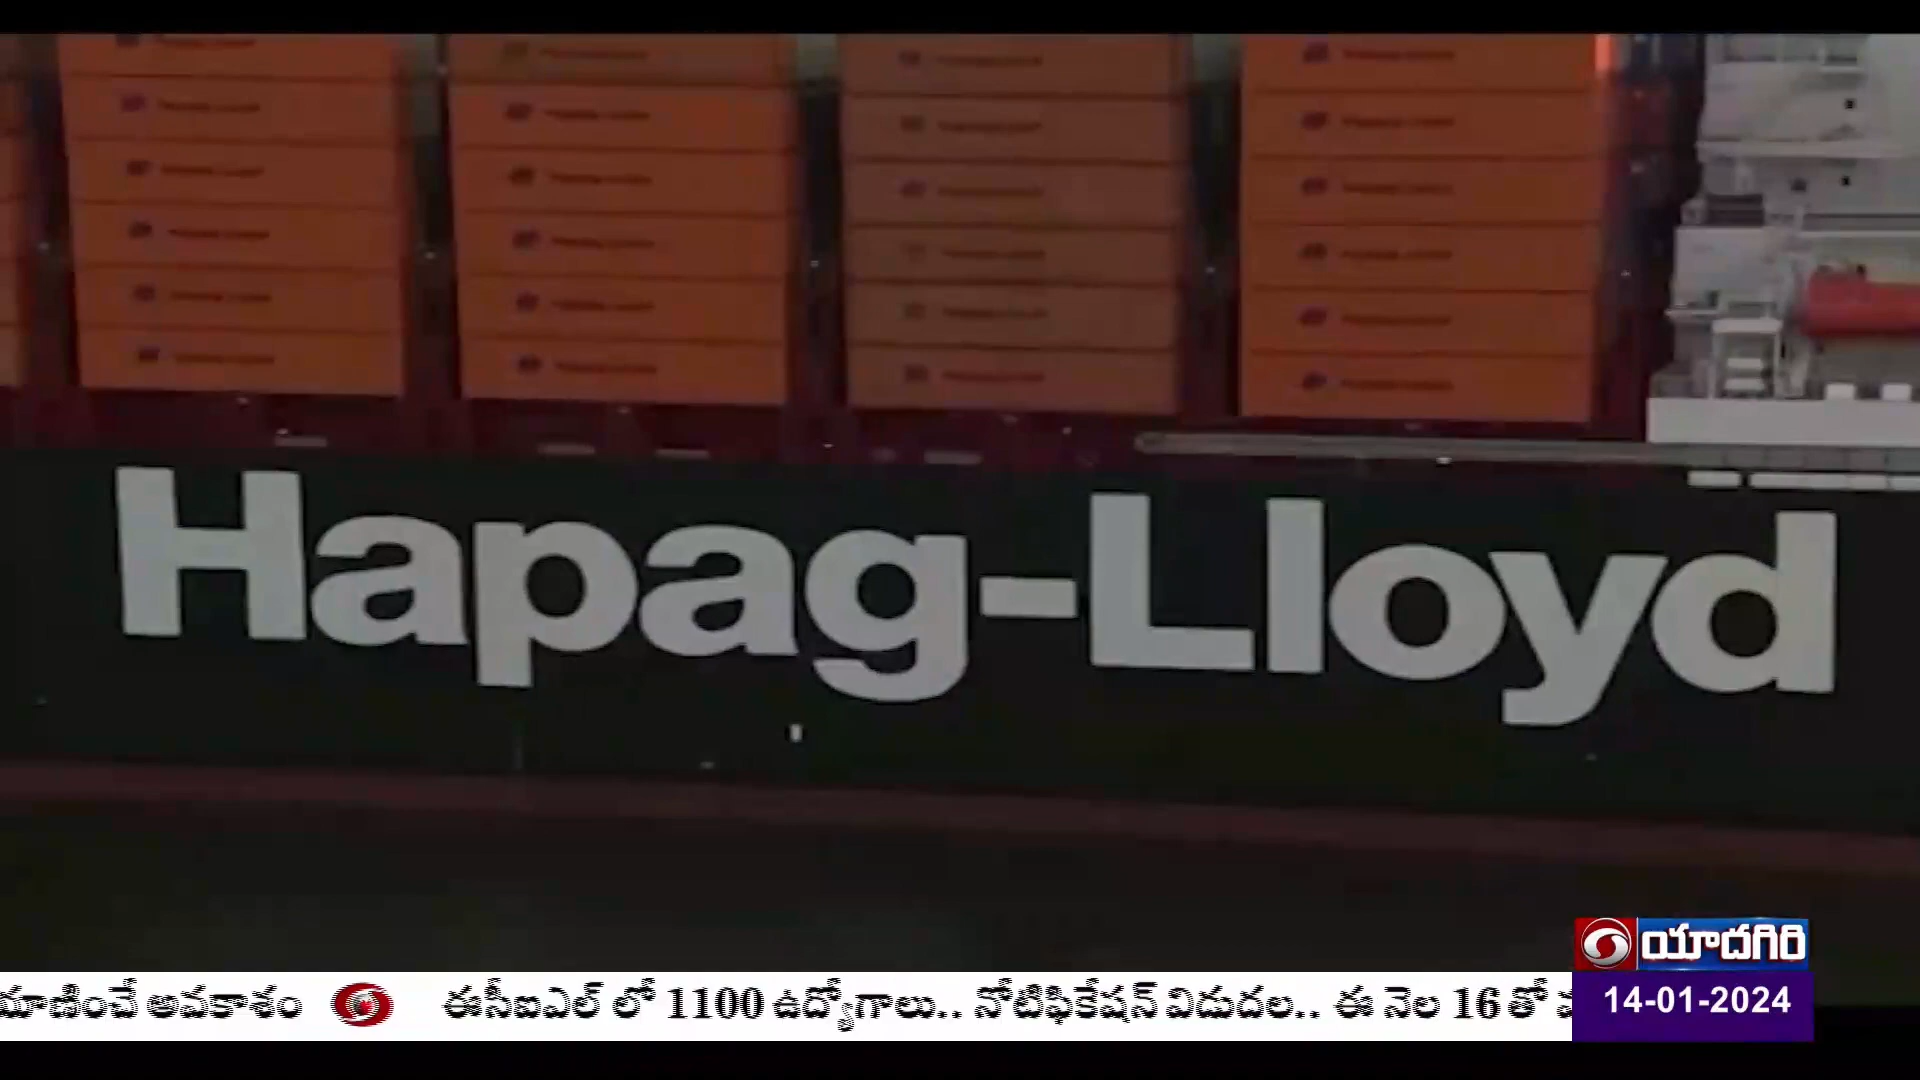 Hapag-Lloyd
యాదగిరి
అవకాశం ఈసీఐఎల్ లో 1100 ఉద్యోగాలు.. నోటిఫికేషన్ విడుదల.. ఈ నెల 16 తో
14-01-2024